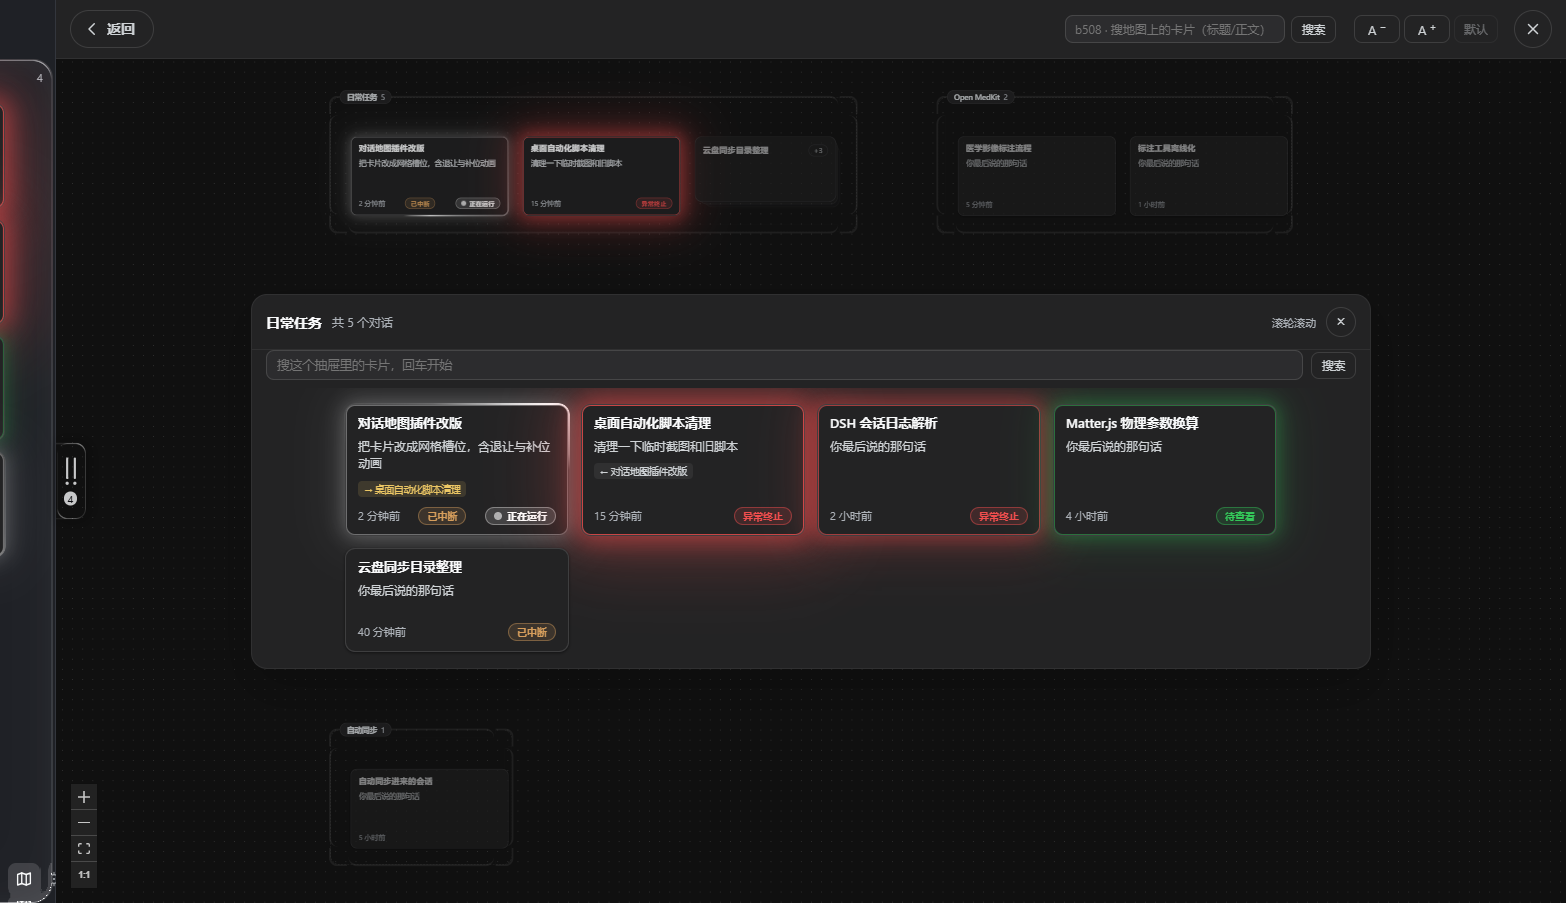 返回
b508 · 搜地图上的卡片（标题/正文）
搜索
A⁻
A⁺
默认
4
日常任务 5
对话地图插件改版
把卡片改成网格槽位，含退让与补位动画
2 分钟前
已中断
正在运行
桌面自动化脚本清理
清理一下临时截图和旧脚本
15 分钟前
异常终止
云盘同步目录整理
+3
Open MedKit 2
医学影像标注流程
你最后说的那句话
5 分钟前
标注工具离线化
你最后说的那句话
1 小时前
日常任务 共 5 个对话
滚轮滚动
搜这个抽屉里的卡片，回车开始
搜索
对话地图插件改版
把卡片改成网格槽位，含退让与补位
动画
→ 桌面自动化脚本清理
2 分钟前
已中断
正在运行
桌面自动化脚本清理
清理一下临时截图和旧脚本
← 对话地图插件改版
15 分钟前
异常终止
DSH 会话日志解析
你最后说的那句话
2 小时前
异常终止
Matter.js 物理参数换算
你最后说的那句话
4 小时前
待查看
云盘同步目录整理
你最后说的那句话
40 分钟前
已中断
4
自动同步 1
自动同步进来的会话
你最后说的那句话
5 小时前
1:1